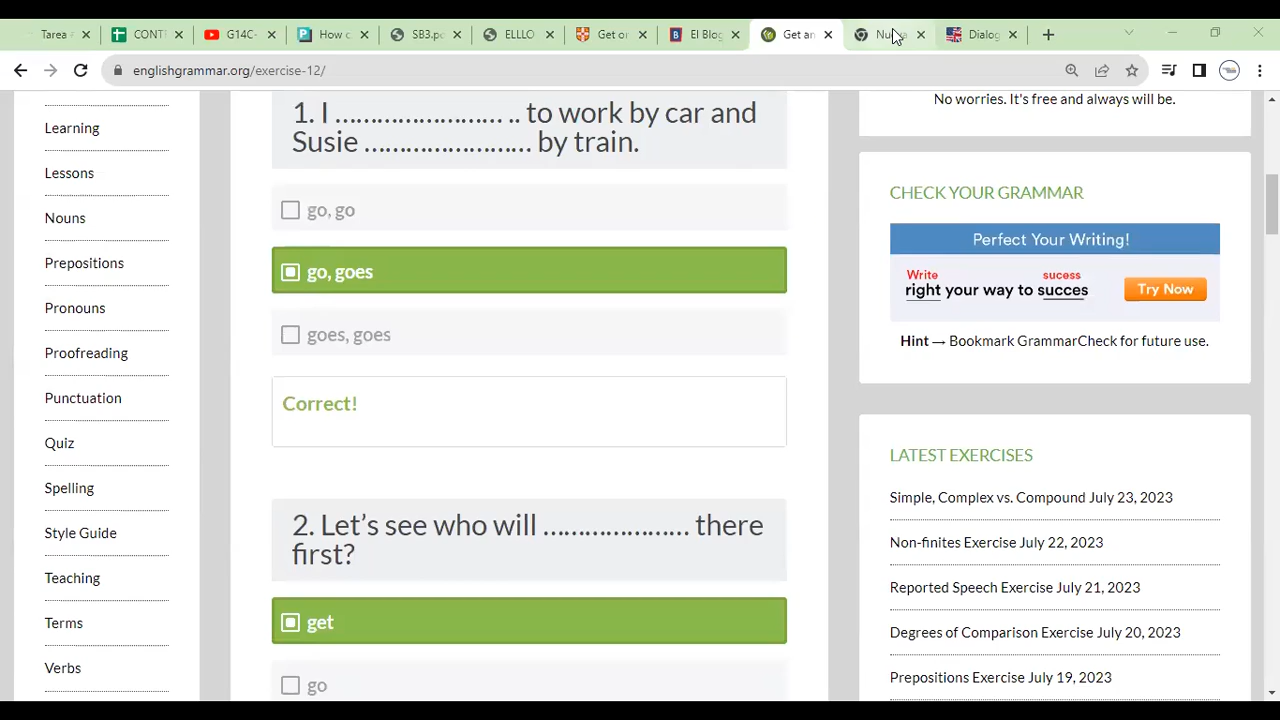 Tarea
CONT
G14C-
How c
SB3.pc
ELLLO
Get or
El Blog
Get an
Nu
Dialog
englishgrammar.org/exercise-12/
Learning
Lessons
Nouns
Prepositions
Pronouns
Proofreading
Punctuation
Quiz
Spelling
Style Guide
Teaching
Terms
Verbs
1. I …………………… .. to work by car and
Susie …………………… by train.
go, go
go, goes
goes, goes
Correct!
2. Let’s see who will ………………… there
first?
get
go
No worries. It's free and always will be.
CHECK YOUR GRAMMAR
Perfect Your Writing!
Write sucess
right your way to succes
Try Now
Hint → Bookmark GrammarCheck for future use.
LATEST EXERCISES
Simple, Complex vs. Compound July 23, 2023
Non-finites Exercise July 22, 2023
Reported Speech Exercise July 21, 2023
Degrees of Comparison Exercise July 20, 2023
Prepositions Exercise July 19, 2023